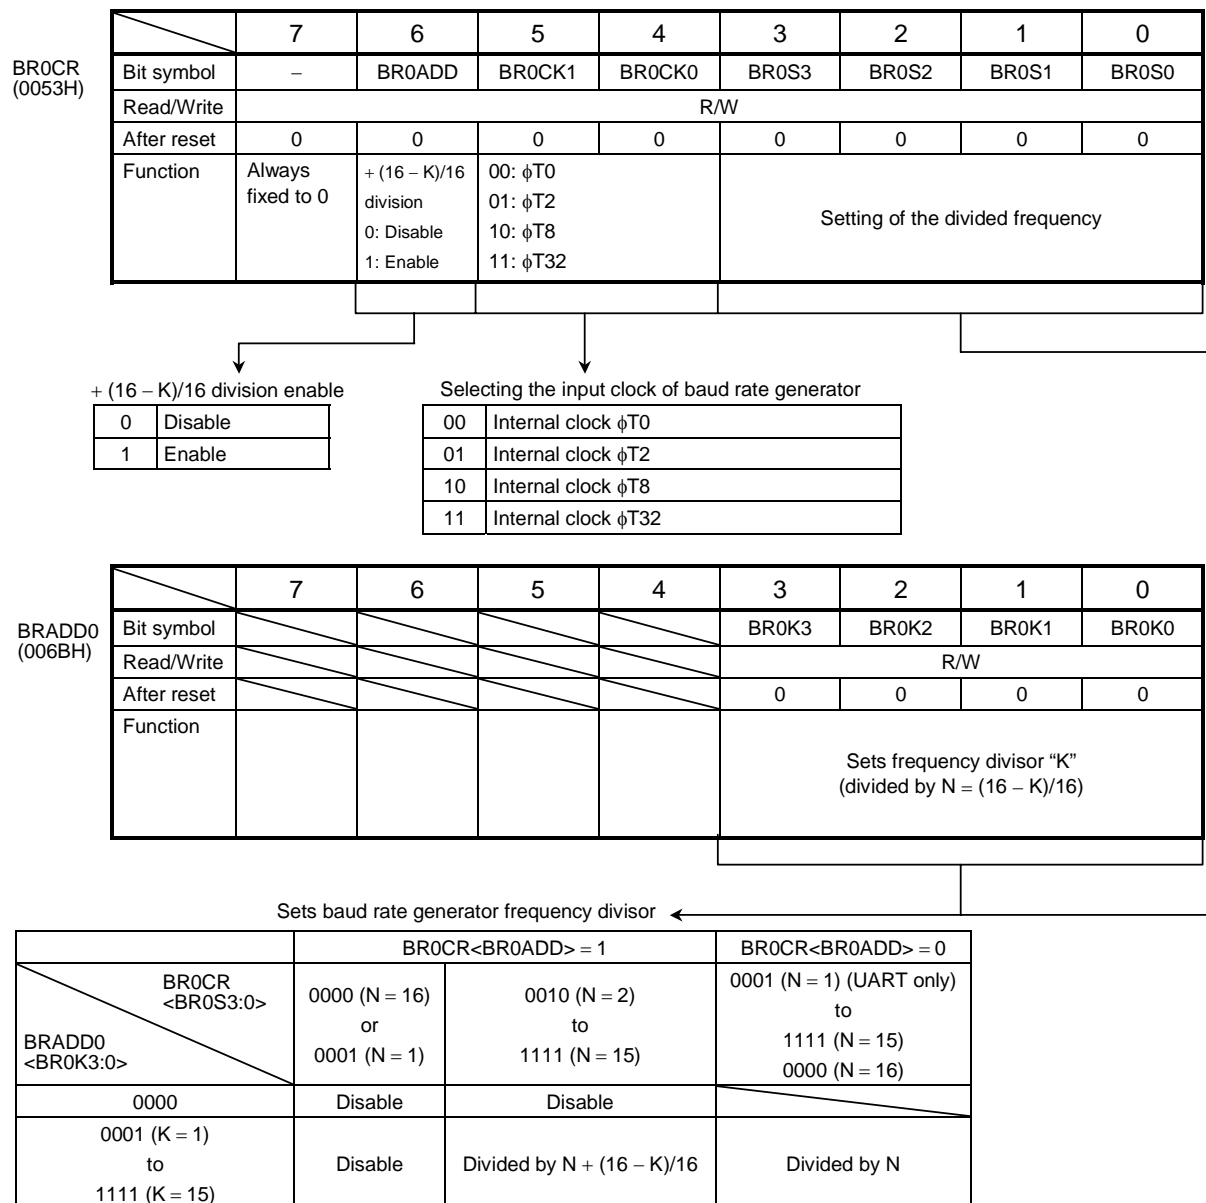 7 6 5 4 3 2 1 0
BR0CR
(0053H)
Bit symbol − BR0ADD BR0CK1 BR0CK0 BR0S3 BR0S2 BR0S1 BR0S0
Read/Write R/W
After reset 0 0 0 0 0 0 0 0
Function Always + (16 − K)/16 00: ϕT0
fixed to 0 division 01: ϕT2
Setting of the divided frequency
0: Disable 10: ϕT8
1: Enable 11: ϕT32
+ (16 − K)/16 division enable
0 Disable
1 Enable
Selecting the input clock of baud rate generator
00 Internal clock ϕT0
01 Internal clock ϕT2
10 Internal clock ϕT8
11 Internal clock ϕT32
7 6 5 4 3 2 1 0
BRADD0
(006BH)
Bit symbol BR0K3 BR0K2 BR0K1 BR0K0
Read/Write R/W
After reset 0 0 0 0
Function
Sets frequency divisor “K”
(divided by N = (16 − K)/16)
Sets baud rate generator frequency divisor
BR0CR<BR0ADD> = 1 BR0CR<BR0ADD> = 0
BR0CR
<BR0S3:0>
BRADD0
<BR0K3:0>
0000 (N = 16)
or
0001 (N = 1)
0010 (N = 2)
to
1111 (N = 15)
0001 (N = 1) (UART only)
to
1111 (N = 15)
0000 (N = 16)
0000 Disable Disable
0001 (K = 1)
to
1111 (K = 15)
Disable Divided by N + (16 − K)/16 Divided by N